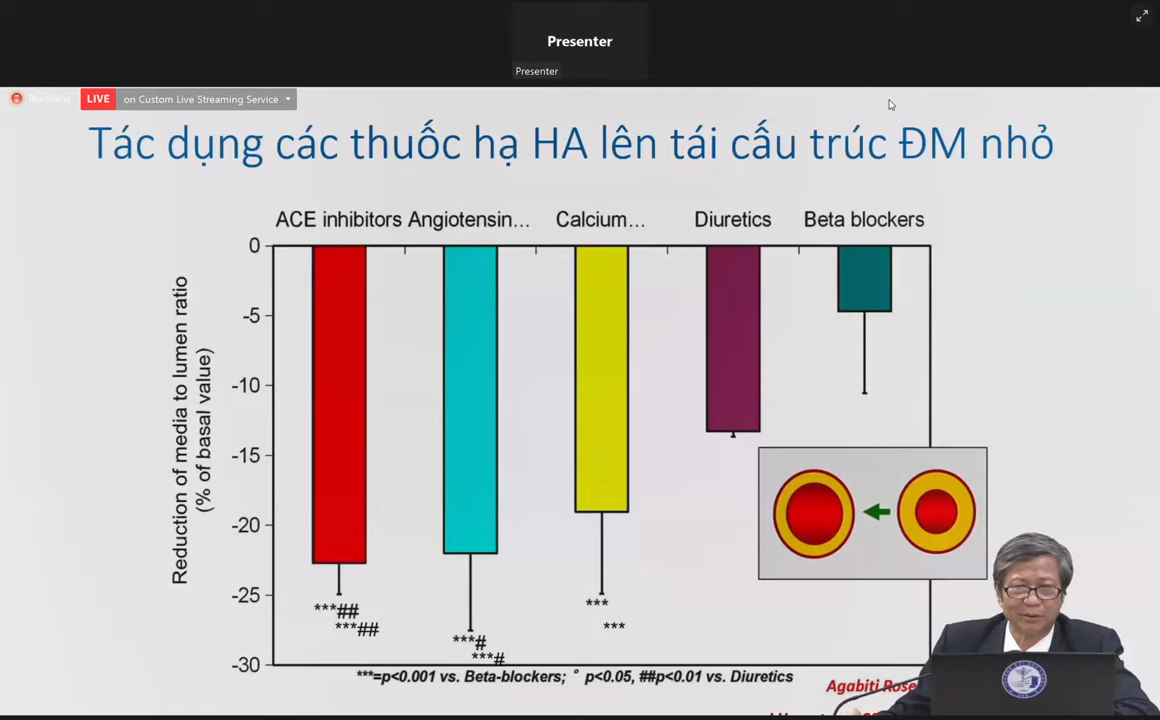 Presenter
Presenter
Recording
LIVE on Custom Live Streaming Service
Tác dụng các thuốc hạ HA lên tái cấu trúc ĐM nhỏ
ACE inhibitors Angiotensin... Calcium... Diuretics Beta blockers
Reduction of media to lumen ratio
(% of basal value)
0
-5
-10
-15
-20
-25
-30
***##
***##
***#
***#
***
***
***=p<0.001 vs. Beta-blockers; ° p<0.05, ##p<0.01 vs. Diuretics
Agabiti